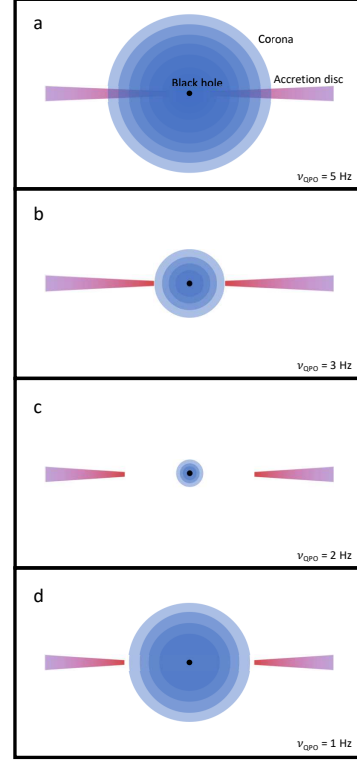 a
Corona
Black hole
Accretion disc
νQPO = 5 Hz
b
νQPO = 3 Hz
c
νQPO = 2 Hz
d
νQPO = 1 Hz